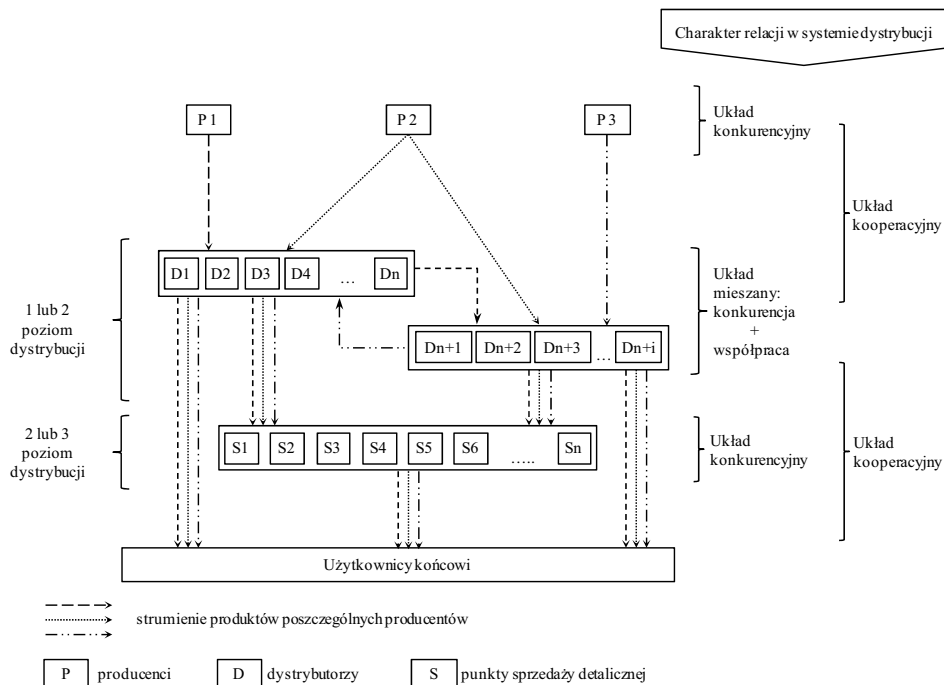 Charakter relacji w systemie dystrybucji
P 1
P 2
P 3
Układ
konkurencyjny
Układ
kooperacyjny
1 lub 2
poziom
dystrybucji
D1 D2 D3 D4 ... Dn
Układ
mieszany:
konkurencja
+
współpraca
Dn+1 Dn+2 Dn+3 ... Dn+i
2 lub 3
poziom
dystrybucji
S1 S2 S3 S4 S5 S6 ..... Sn
Układ
konkurencyjny
Układ
kooperacyjny
Użytkownicy końcowi
strumienie produktów poszczególnych producentów
P producenci
D dystrybutorzy
S punkty sprzedaży detalicznej